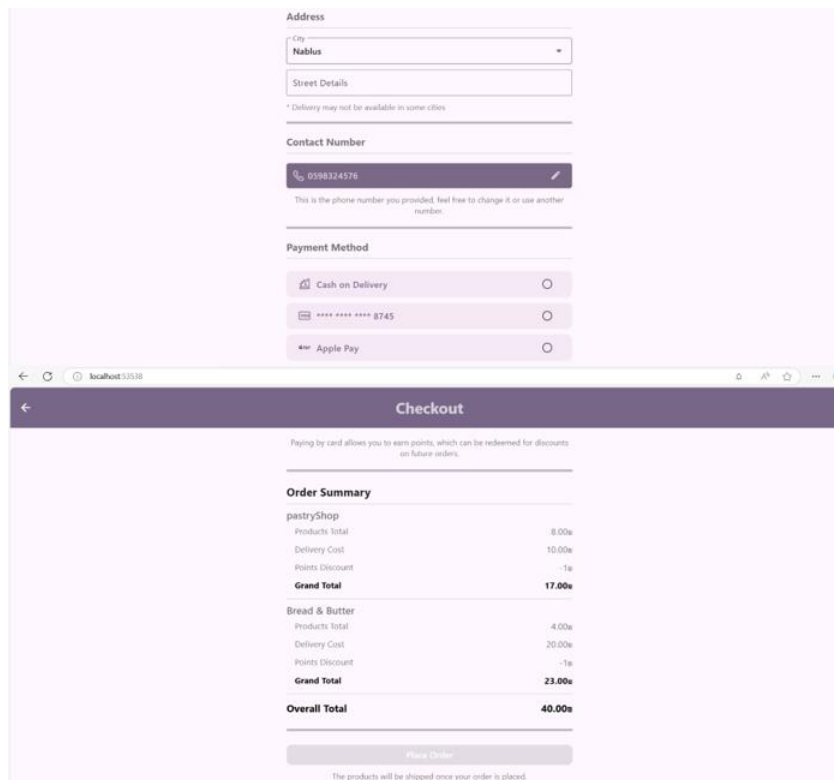 Address
City
Nablus
Street Details
* Delivery may not be available in some cities
Contact Number
0598324576
This is the phone number you provided, feel free to change it or use another
number.
Payment Method
Cash on Delivery
**** **** **** 8745
Apple Pay
localhost:53538
Checkout
Paying by card allows you to earn points, which can be redeemed for discounts
on future orders.
Order Summary
pastryShop
Products Total 8.00₪
Delivery Cost 10.00₪
Points Discount -1₪
Grand Total 17.00₪
Bread & Butter
Products Total 4.00₪
Delivery Cost 20.00₪
Points Discount -1₪
Grand Total 23.00₪
Overall Total 40.00₪
Place Order
The products will be shipped once your order is placed.